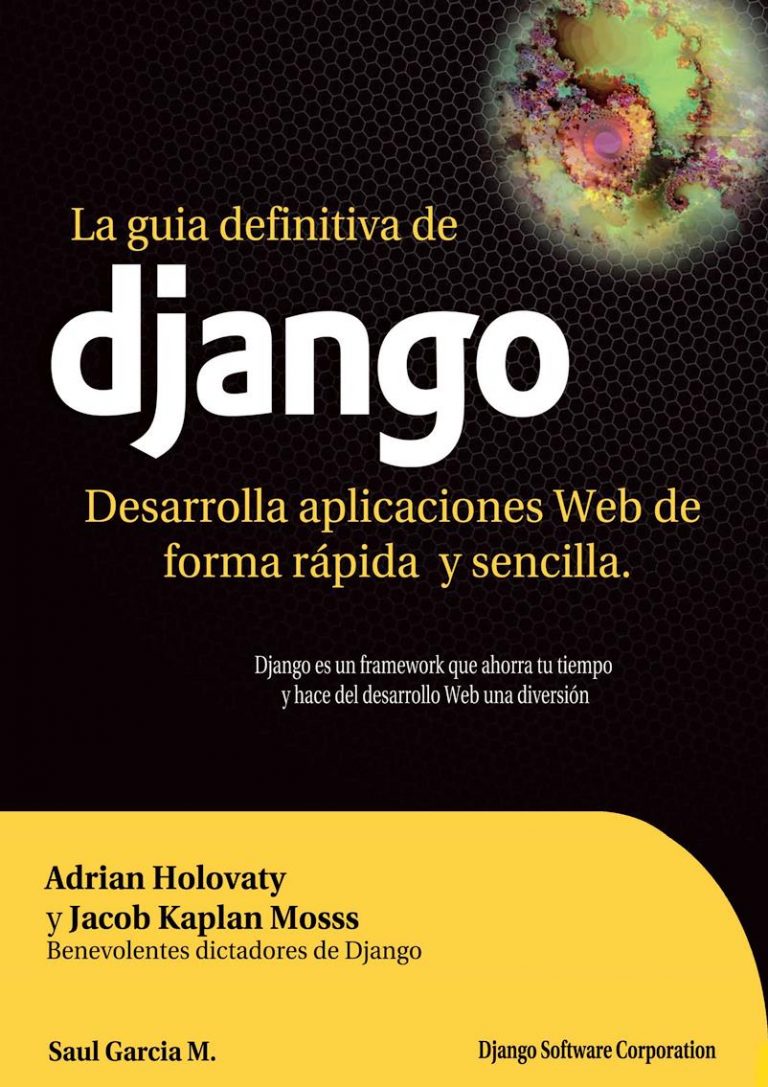 La guia definitiva de
django
Desarrolla aplicaciones Web de
forma rápida y sencilla.
Django es un framework que ahorra tu tiempo
y hace del desarrollo Web una diversión
Adrian Holovaty
y Jacob Kaplan Mosss
Benevolentes dictadores de Django
Saul Garcia M.
Django Software Corporation